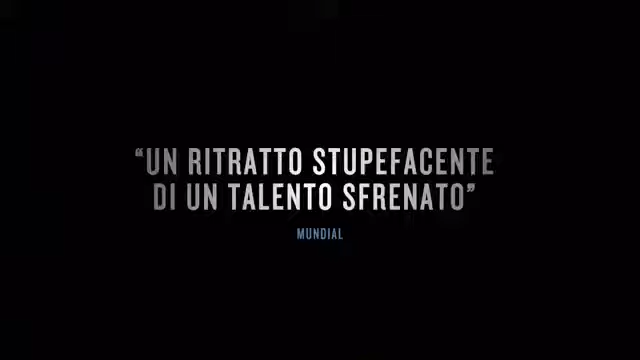 “UN RITRATTO STUPEFACENTE
DI UN TALENTO SFRENATO”
MUNDIAL